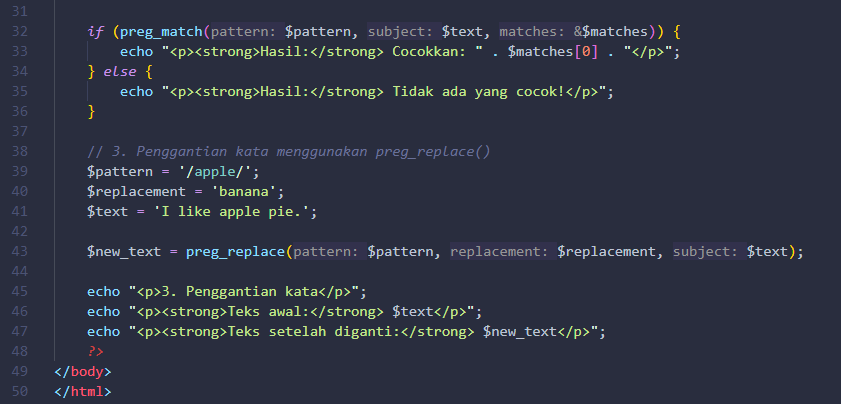 31
32 if (preg_match(pattern: $pattern, subject: $text, matches: &$matches)) {
33 echo "<p><strong>Hasil:</strong> Cocokkan: " . $matches[0] . "</p>";
34 } else {
35 echo "<p><strong>Hasil:</strong> Tidak ada yang cocok!</p>";
36 }
37
38 // 3. Penggantian kata menggunakan preg_replace()
39 $pattern = '/apple/';
40 $replacement = 'banana';
41 $text = 'I like apple pie.';
42
43 $new_text = preg_replace(pattern: $pattern, replacement: $replacement, subject: $text);
44
45 echo "<p>3. Penggantian kata</p>";
46 echo "<p><strong>Teks awal:</strong> $text</p>";
47 echo "<p><strong>Teks setelah diganti:</strong> $new_text</p>";
48 ?>
49 </body>
50 </html>